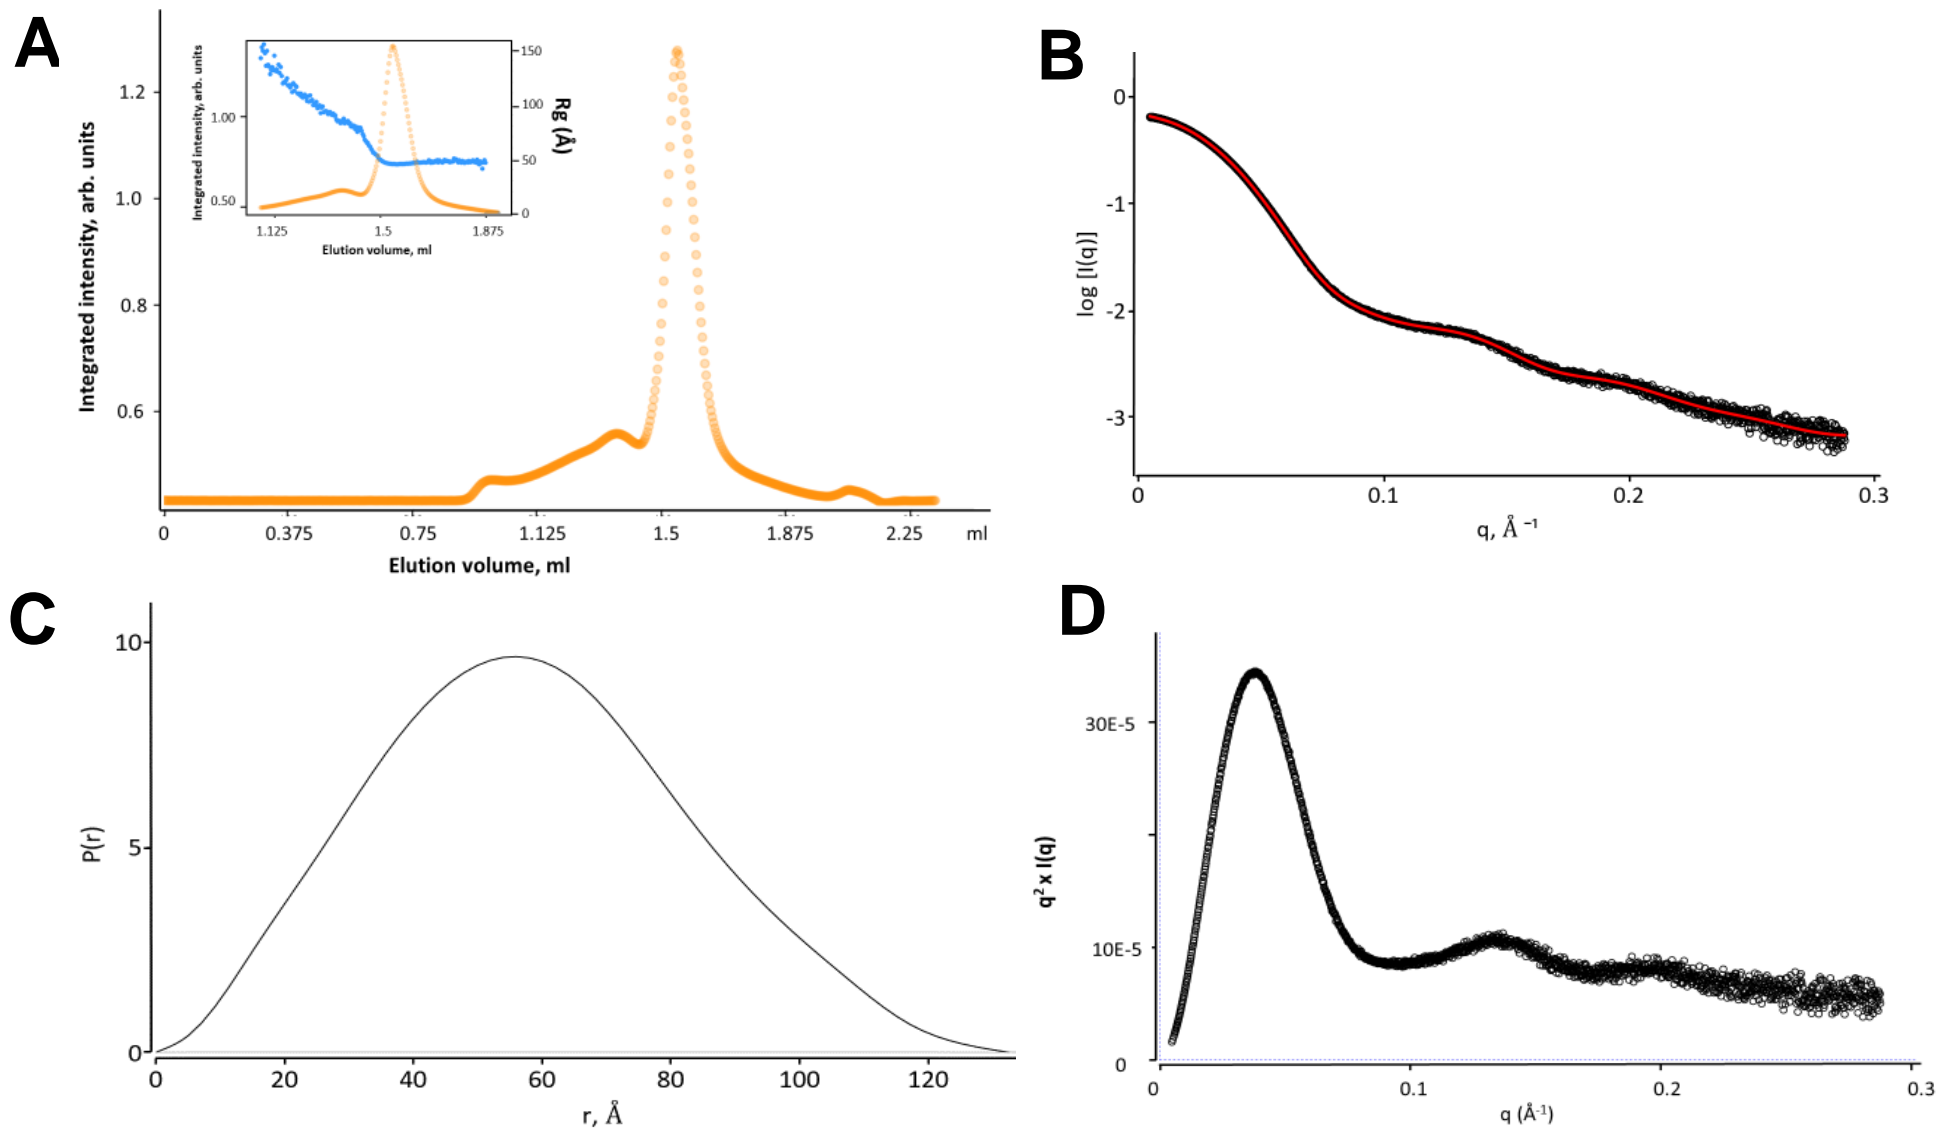 A
Integrated intensity, arb. units
1.2
1.0
0.8
0.6
0
0.375
0.75
1.125
1.5
1.875
2.25
ml
Elution volume, ml
Integrated intensity, arb. units
1.00
0.50
150
100
50
0
Rg (Å)
1.125
1.5
1.875
Elution volume, ml
B
log [I(q)]
0
-1
-2
-3
0
0.1
0.2
0.3
q, Å ⁻¹
C
P(r)
10
5
0
0
20
40
60
80
100
120
r, Å
D
q² x I(q)
30E-5
10E-5
0
0
0.1
0.2
0.3
q (Å⁻¹)